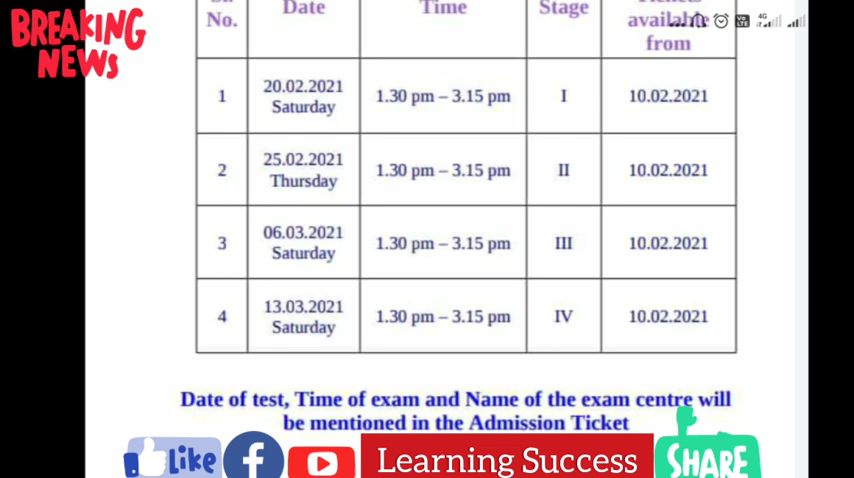 BREAKING
NEWS
No.
Date
Time
Stage
available
from
4G
1
20.02.2021
Saturday
1.30 pm – 3.15 pm
I
10.02.2021
2
25.02.2021
Thursday
1.30 pm – 3.15 pm
II
10.02.2021
3
06.03.2021
Saturday
1.30 pm – 3.15 pm
III
10.02.2021
4
13.03.2021
Saturday
1.30 pm – 3.15 pm
IV
10.02.2021
Date of test, Time of exam and Name of the exam centre will
be mentioned in the Admission Ticket
LIKE
f
Learning Success
SHARE